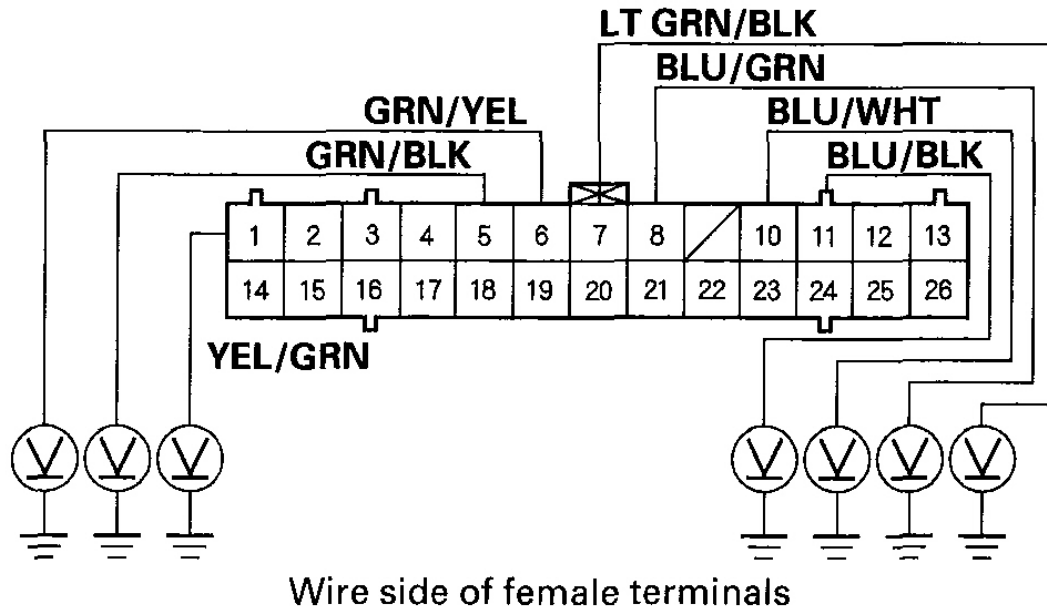 LT GRN/BLK
BLU/GRN
GRN/YEL BLU/WHT
GRN/BLK BLU/BLK
1 2 3 4 5 6 7 8 10 11 12 13
14 15 16 17 18 19 20 21 22 23 24 25 26
YEL/GRN
V V V V V V V
Wire side of female terminals